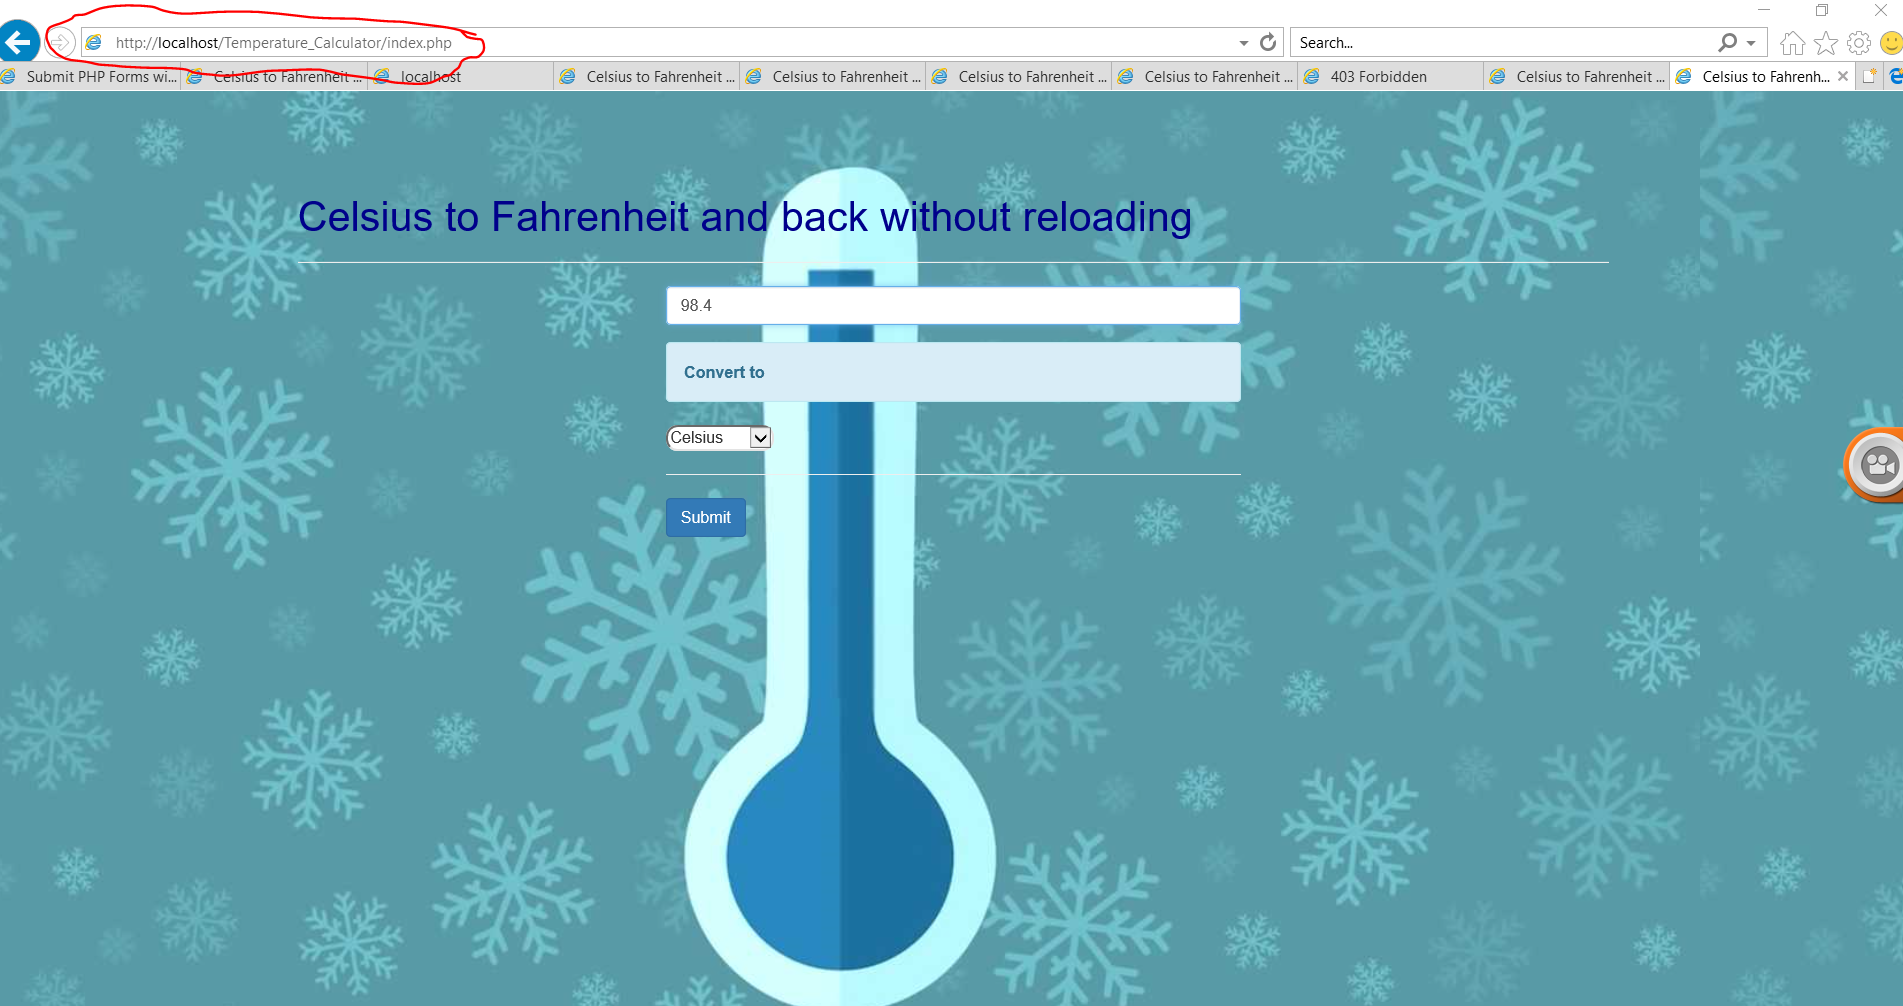 http://localhost/Temperature_Calculator/index.php
Search...
Submit PHP Forms wi...
Celsius to Fahrenheit ...
localhost
Celsius to Fahrenheit ...
Celsius to Fahrenheit ...
Celsius to Fahrenheit ...
Celsius to Fahrenheit ...
403 Forbidden
Celsius to Fahrenheit ...
Celsius to Fahrenh...
Celsius to Fahrenheit and back without reloading
98.4
Convert to
Celsius
Submit